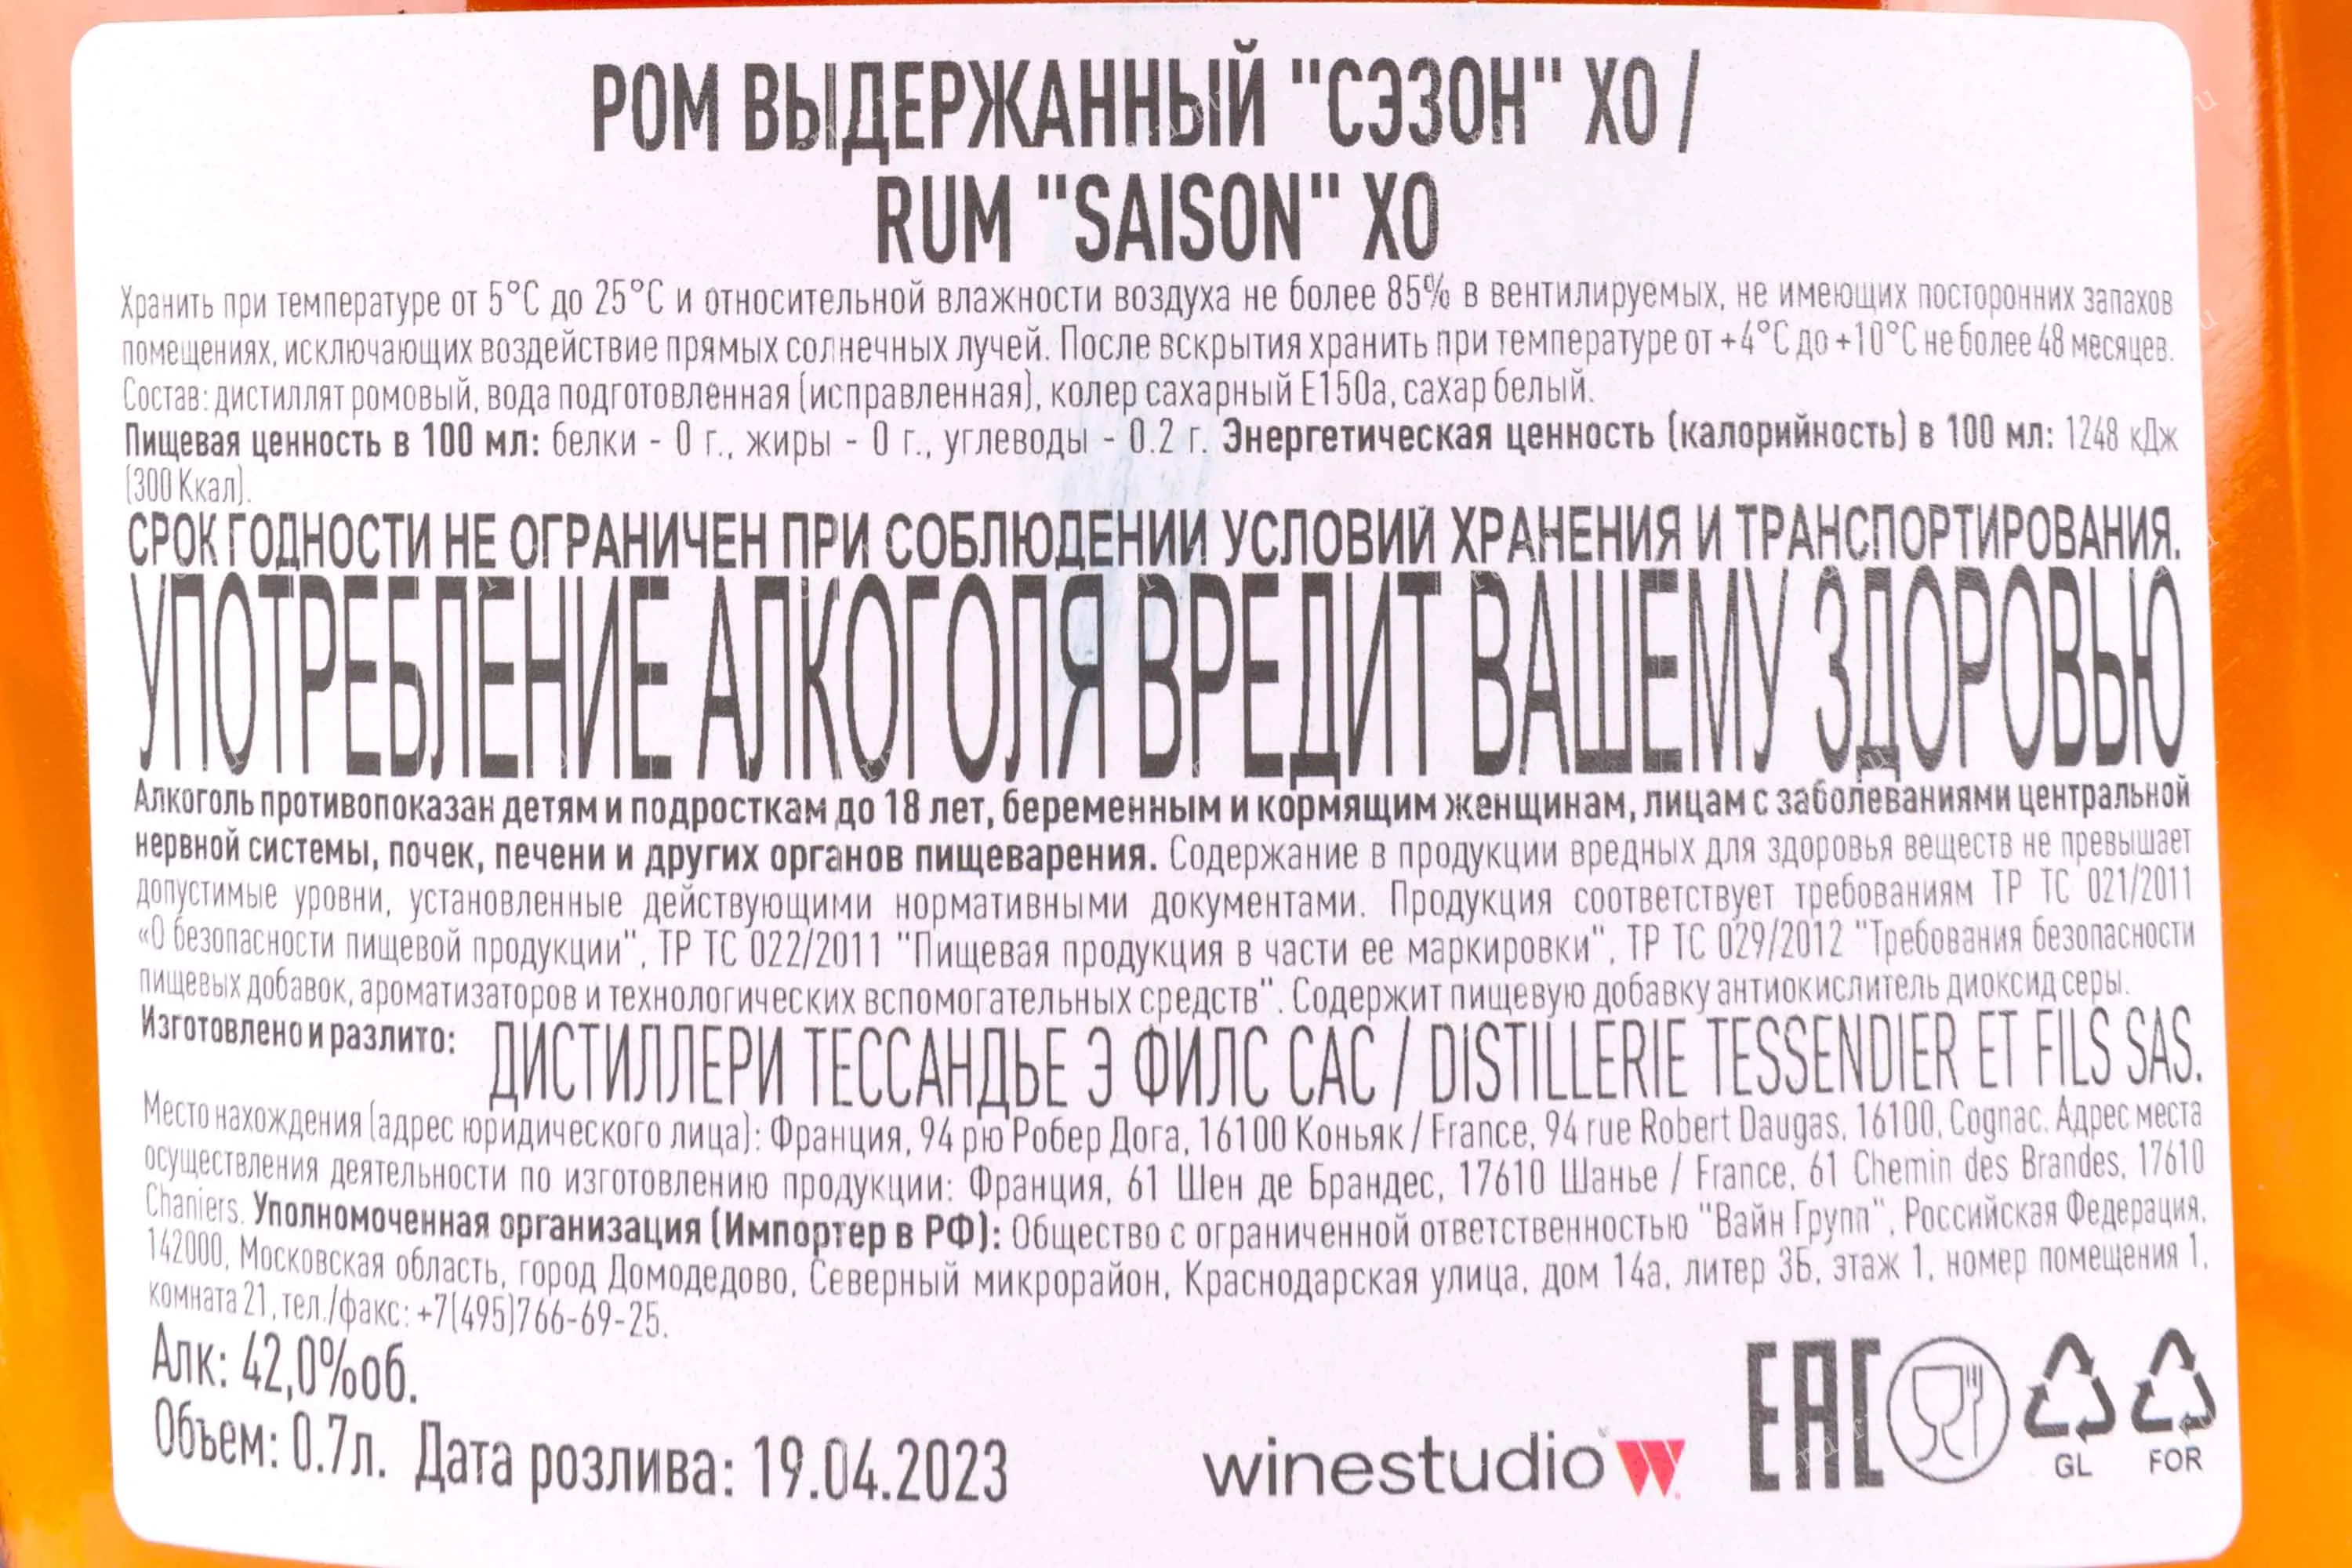 РОМ ВЫДЕРЖАННЫЙ "СЭЗОН" XO /
RUM "SAISON" XO
Хранить при температуре от 5°С до 25°С и относительной влажности воздуха не более 85% в вентилируемых, не имеющих посторонних запахов
помещениях, исключающих воздействие прямых солнечных лучей. После вскрытия хранить при температуре от +4°С до +10°С не более 48 месяцев.
Состав: дистиллят ромовый, вода подготовленная (исправленная), колер сахарный Е150а, сахар белый.
Пищевая ценность в 100 мл: белки - 0 г., жиры - 0 г., углеводы - 0.2 г. Энергетическая ценность (калорийность) в 100 мл: 1248 кДж
(300 Ккал).
СРОК ГОДНОСТИ НЕ ОГРАНИЧЕН ПРИ СОБЛЮДЕНИИ УСЛОВИЙ ХРАНЕНИЯ И ТРАНСПОРТИРОВАНИЯ.
УПОТРЕБЛЕНИЕ АЛКОГОЛЯ ВРЕДИТ ВАШЕМУ ЗДОРОВЬЮ
Алкоголь противопоказан детям и подросткам до 18 лет, беременным и кормящим женщинам, лицам с заболеваниями центральной
нервной системы, почек, печени и других органов пищеварения. Содержание в продукции вредных для здоровья веществ не превышает
допустимые уровни, установленные действующими нормативными документами. Продукция соответствует требованиям ТР ТС 021/2011
«О безопасности пищевой продукции", ТР ТС 022/2011 "Пищевая продукция в части ее маркировки", ТР ТС 029/2012 "Требования безопасности
пищевых добавок, ароматизаторов и технологических вспомогательных средств". Содержит пищевую добавку антиокислитель диоксид серы.
Изготовлено и разлито: ДИСТИЛЛЕРИ ТЕССАНДЬЕ Э ФИЛС САС / DISTILLERIE TESSENDIER ET FILS SAS.
Место нахождения (адрес юридического лица): Франция, 94 рю Робер Дога, 16100 Коньяк / France, 94 rue Robert Daugas, 16100, Cognac. Адрес места
осуществления деятельности по изготовлению продукции: Франция, 61 Шен де Брандес, 17610 Шанье / France, 61 Chemin des Brandes, 17610
Chaniers. Уполномоченная организация (Импортер в РФ): Общество с ограниченной ответственностью "Вайн Групп", Российская Федерация,
142000, Московская область, город Домодедово, Северный микрорайон, Краснодарская улица, дом 14а, литер 3Б, этаж 1, номер помещения 1,
комната 21, тел./факс: +7(495)766-69-25.
Алк: 42,0%об.
Объем: 0.7л. Дата розлива: 19.04.2023
winestudio W
EAC
GL
FOR